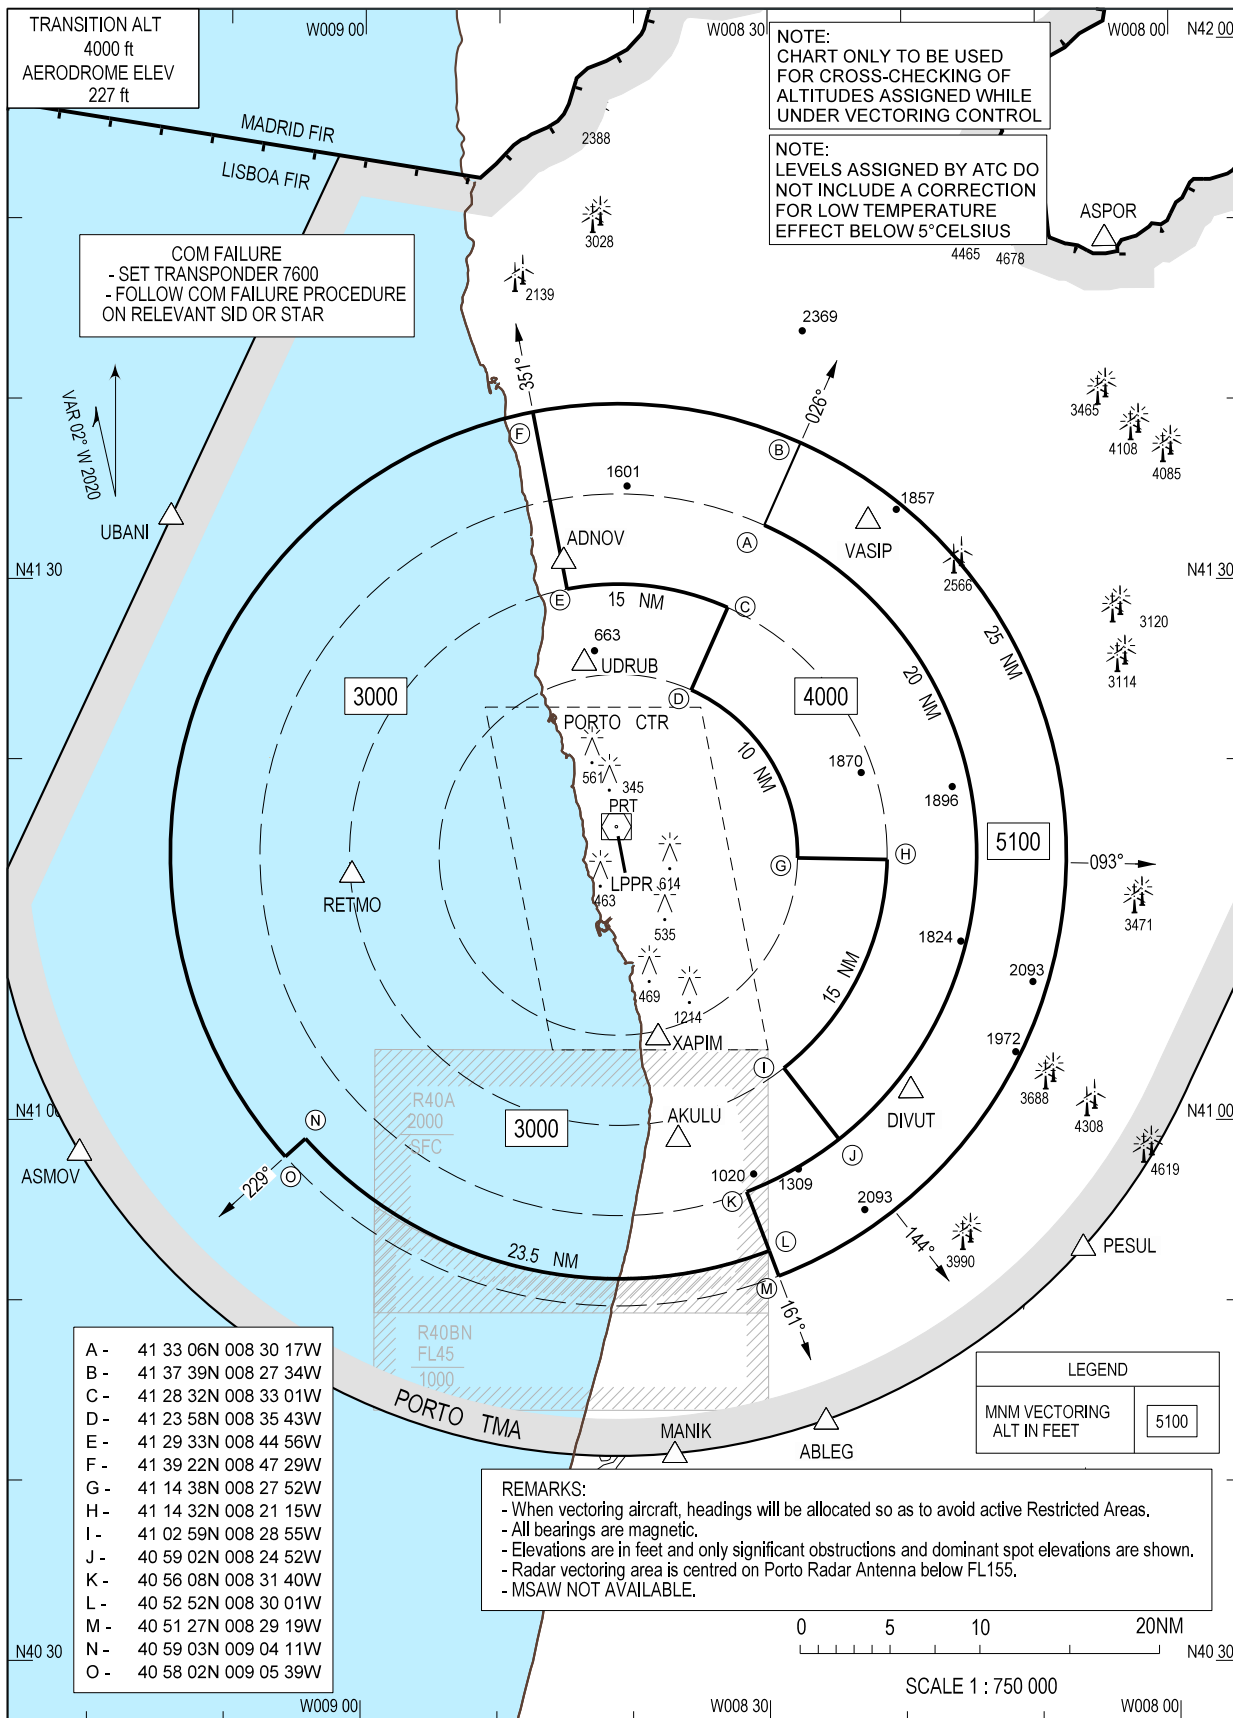 TRANSITION ALT
4000 ft
AERODROME ELEV
227 ft
W009 00
W008 30
W008 00
N42 00
NOTE:
CHART ONLY TO BE USED
FOR CROSS-CHECKING OF
ALTITUDES ASSIGNED WHILE
UNDER VECTORING CONTROL
MADRID FIR
LISBOA FIR
2388
NOTE:
LEVELS ASSIGNED BY ATC DO
NOT INCLUDE A CORRECTION
FOR LOW TEMPERATURE
EFFECT BELOW 5°CELSIUS
ASPOR
3028
4465
4678
COM FAILURE
- SET TRANSPONDER 7600
- FOLLOW COM FAILURE PROCEDURE
ON RELEVANT SID OR STAR
2139
2369
351°
026°
VAR 02° W 2020
3465
4108
4085
F
B
1601
1857
UBANI
ADNOV
A
VASIP
N41 30
N41 30
2566
E
15 NM
C
3120
25 NM
663
UDRUB
3114
3000
D
4000
20 NM
PORTO CTR
10 NM
561
345
1870
1896
PRT
5100
G
H
093°
LPPR
614
463
RETMO
3471
535
1824
15 NM
469
1214
2093
XAPIM
1972
I
3688
R40A
2000
SFC
3000
AKULU
DIVUT
4308
N41 00
N41 00
N
J
4619
ASMOV
O
229°
1020
1309
K
2093
144°
3990
PESUL
23.5 NM
L
M
161°
R40BN
FL45
1000
PORTO TMA
MANIK
ABLEG
LEGEND
MNM VECTORING
ALT IN FEET
5100
A - 41 33 06N 008 30 17W
B - 41 37 39N 008 27 34W
C - 41 28 32N 008 33 01W
D - 41 23 58N 008 35 43W
E - 41 29 33N 008 44 56W
F - 41 39 22N 008 47 29W
G - 41 14 38N 008 27 52W
H - 41 14 32N 008 21 15W
I - 41 02 59N 008 28 55W
J - 40 59 02N 008 24 52W
K - 40 56 08N 008 31 40W
L - 40 52 52N 008 30 01W
M - 40 51 27N 008 29 19W
N - 40 59 03N 009 04 11W
O - 40 58 02N 009 05 39W
REMARKS:
- When vectoring aircraft, headings will be allocated so as to avoid active Restricted Areas.
- All bearings are magnetic.
- Elevations are in feet and only significant obstructions and dominant spot elevations are shown.
- Radar vectoring area is centred on Porto Radar Antenna below FL155.
- MSAW NOT AVAILABLE.
0 5 10 20NM
N40 30
N40 30
SCALE 1 : 750 000
W009 00
W008 30
W008 00